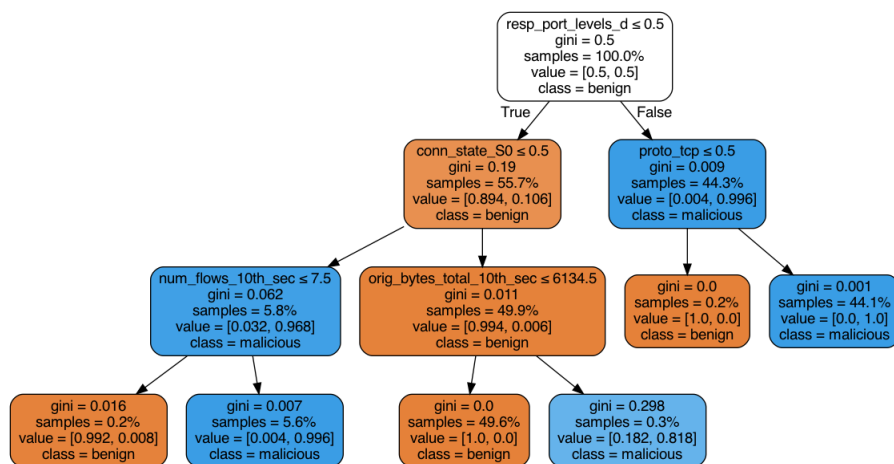 resp_port_levels_d ≤ 0.5
gini = 0.5
samples = 100.0%
value = [0.5, 0.5]
class = benign
True
False
conn_state_S0 ≤ 0.5
gini = 0.19
samples = 55.7%
value = [0.894, 0.106]
class = benign
proto_tcp ≤ 0.5
gini = 0.009
samples = 44.3%
value = [0.004, 0.996]
class = malicious
num_flows_10th_sec ≤ 7.5
gini = 0.062
samples = 5.8%
value = [0.032, 0.968]
class = malicious
orig_bytes_total_10th_sec ≤ 6134.5
gini = 0.011
samples = 49.9%
value = [0.994, 0.006]
class = benign
gini = 0.0
samples = 0.2%
value = [1.0, 0.0]
class = benign
gini = 0.001
samples = 44.1%
value = [0.0, 1.0]
class = malicious
gini = 0.016
samples = 0.2%
value = [0.992, 0.008]
class = benign
gini = 0.007
samples = 5.6%
value = [0.004, 0.996]
class = malicious
gini = 0.0
samples = 49.6%
value = [1.0, 0.0]
class = benign
gini = 0.298
samples = 0.3%
value = [0.182, 0.818]
class = malicious